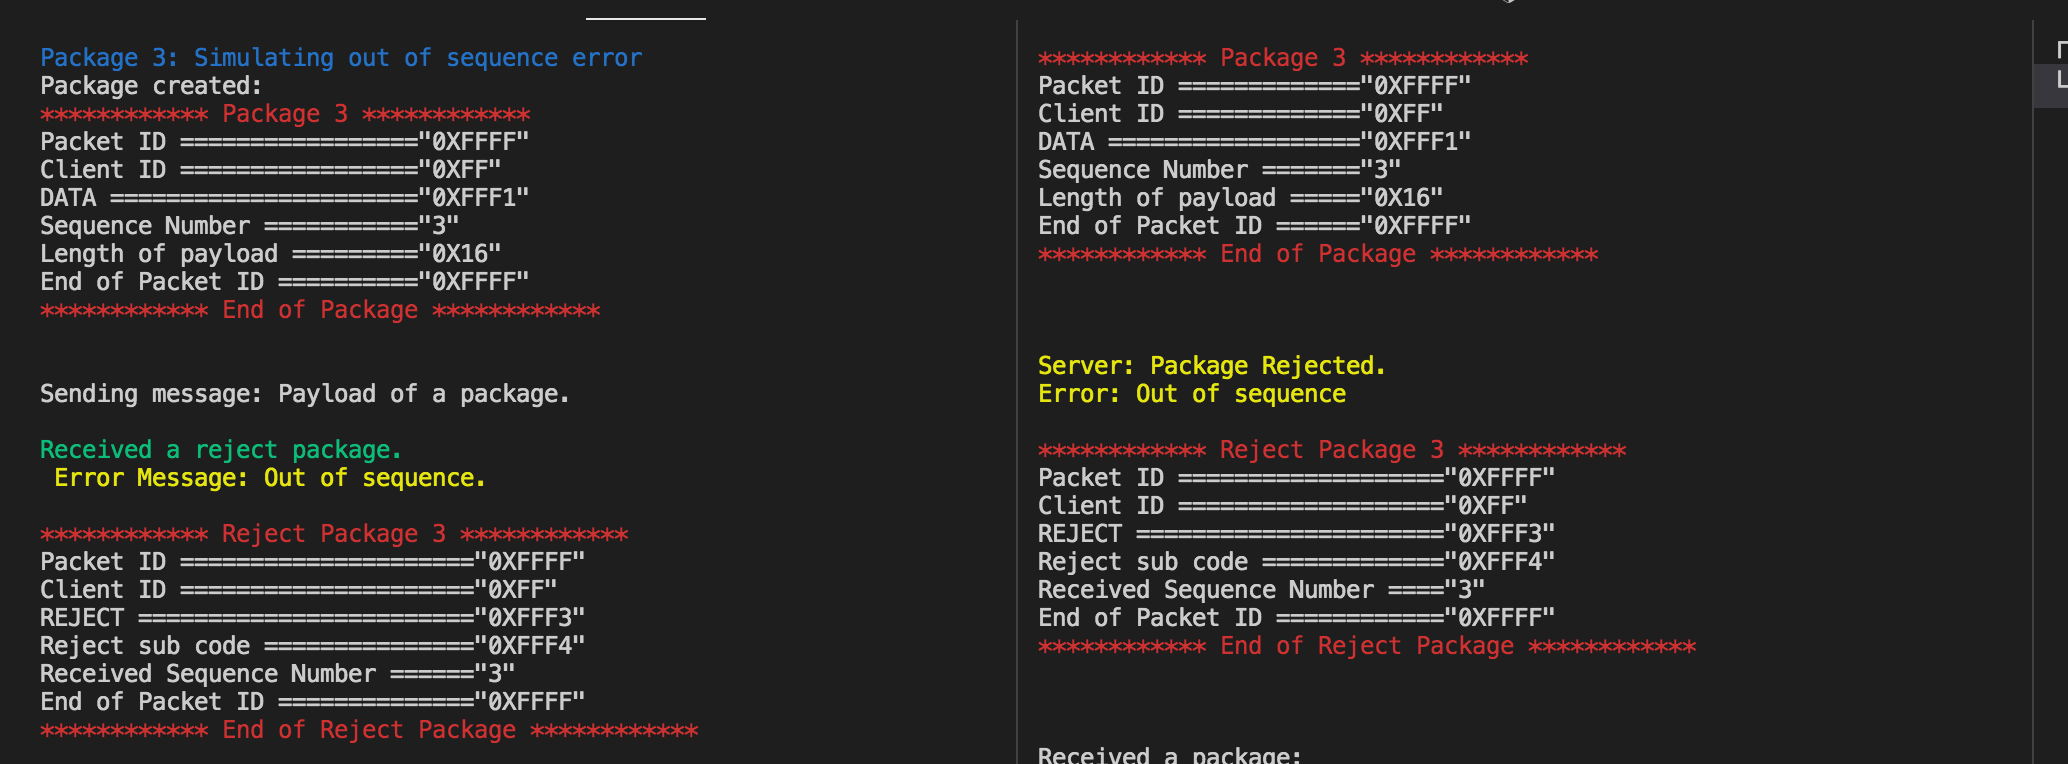 Package 3: Simulating out of sequence error
Package created:
************ Package 3 ************
Packet ID ================="0XFFFF"
Client ID ================="0XFF"
DATA ======================"0XFFF1"
Sequence Number ==========="3"
Length of payload ========="0X16"
End of Packet ID =========="0XFFFF"
************ End of Package ************
Sending message: Payload of a package.
Received a reject package.
Error Message: Out of sequence.
************ Reject Package 3 ************
Packet ID ====================="0XFFFF"
Client ID ====================="0XFF"
REJECT ========================"0XFFF3"
Reject sub code ==============="0XFFF4"
Received Sequence Number ======"3"
End of Packet ID =============="0XFFFF"
************ End of Reject Package ************
************ Package 3 ************
Packet ID ============="0XFFFF"
Client ID ============="0XFF"
DATA =================="0XFFF1"
Sequence Number ======="3"
Length of payload ====="0X16"
End of Packet ID ======"0XFFFF"
************ End of Package ************
Server: Package Rejected.
Error: Out of sequence
************ Reject Package 3 ************
Packet ID ==================="0XFFFF"
Client ID ==================="0XFF"
REJECT ======================"0XFFF3"
Reject sub code ============="0XFFF4"
Received Sequence Number ===="3"
End of Packet ID ============"0XFFFF"
************ End of Reject Package ************
Received a package: